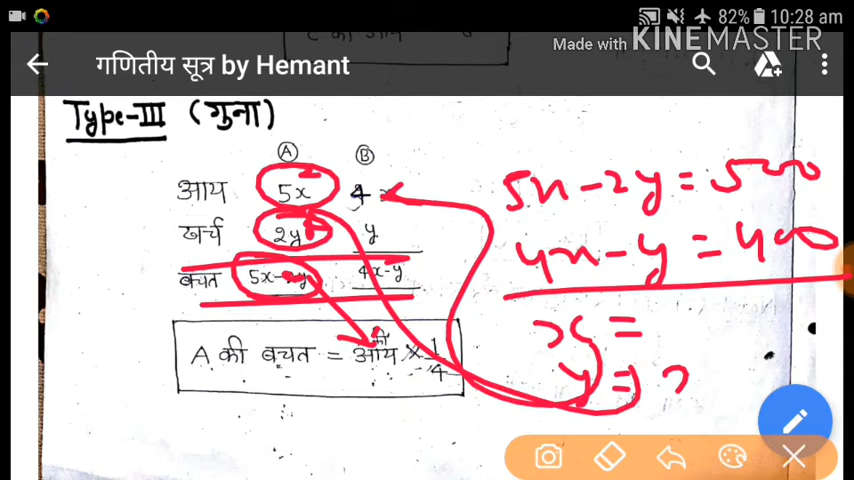 82% 10:28 am
Made with KINEMASTER
गणितीय सूत्र by Hemant
Type-III (गुना)
A B
आय 5x 4
खर्च 2y y
बचत 5x-2y 4x-y
A की बचत = आय × 1/4
की
5x-2y=500
4x-y=400
x=
y=?